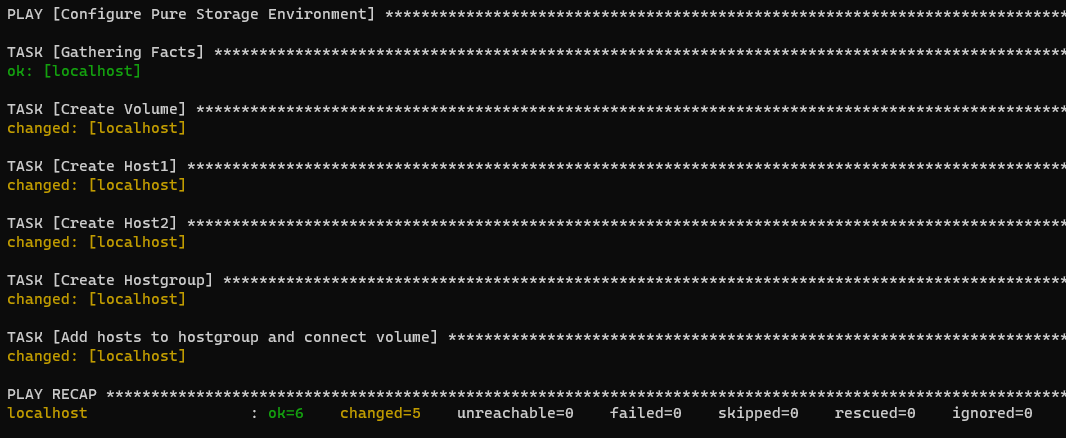 PLAY [Configure Pure Storage Environment] ****************************************************************************
TASK [Gathering Facts] ***********************************************************************************************
ok: [localhost]
TASK [Create Volume] *************************************************************************************************
changed: [localhost]
TASK [Create Host1] **************************************************************************************************
changed: [localhost]
TASK [Create Host2] **************************************************************************************************
changed: [localhost]
TASK [Create Hostgroup] **********************************************************************************************
changed: [localhost]
TASK [Add hosts to hostgroup and connect volume] *********************************************************************
changed: [localhost]
PLAY RECAP ***********************************************************************************************************
localhost                  : ok=6    changed=5    unreachable=0    failed=0    skipped=0    rescued=0    ignored=0